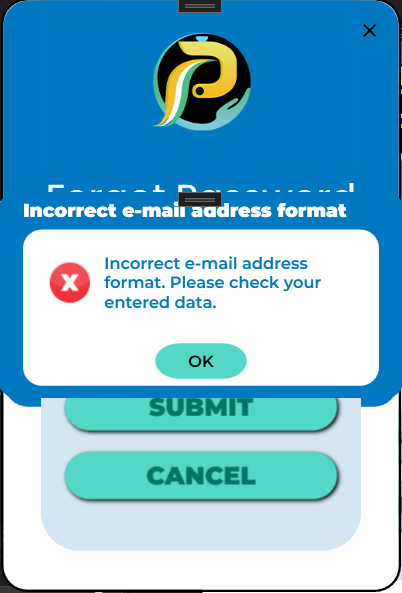 Forgot Password
Incorrect e-mail address format
Incorrect e-mail address
format. Please check your
entered data.
OK
SUBMIT
CANCEL